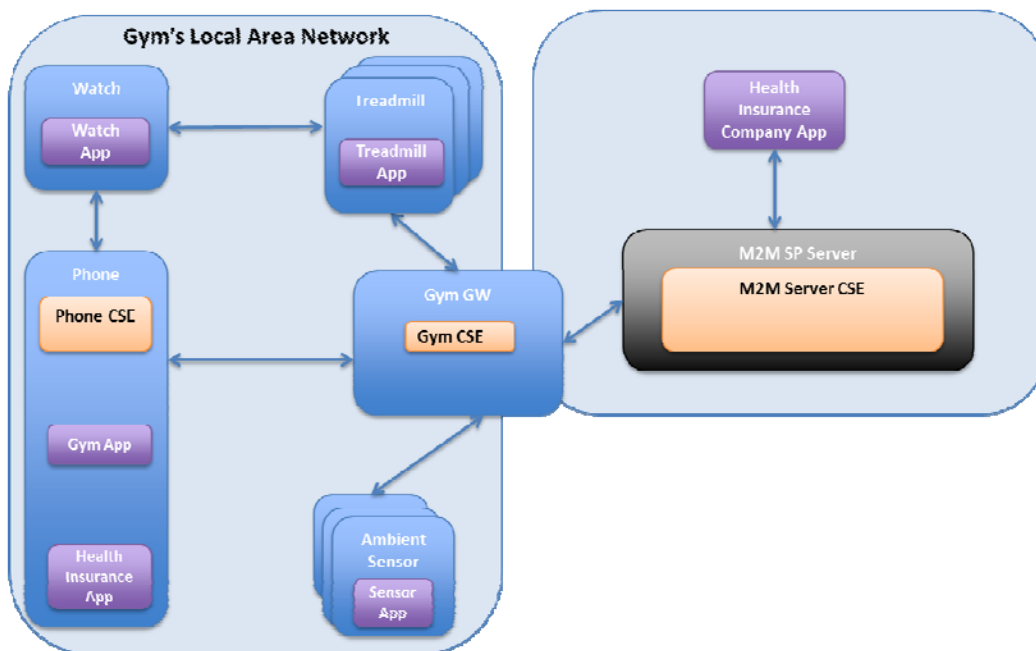 Gym's Local Area Network
Watch
Watch
App
Treadmill
Treadmill
App
Health
Insurance
Company App
Phone
Phone CSE
Gym App
Health
Insurance
App
Gym GW
Gym CSE
M2M SP Server
M2M Server CSE
Ambient
Sensor
Sensor
App